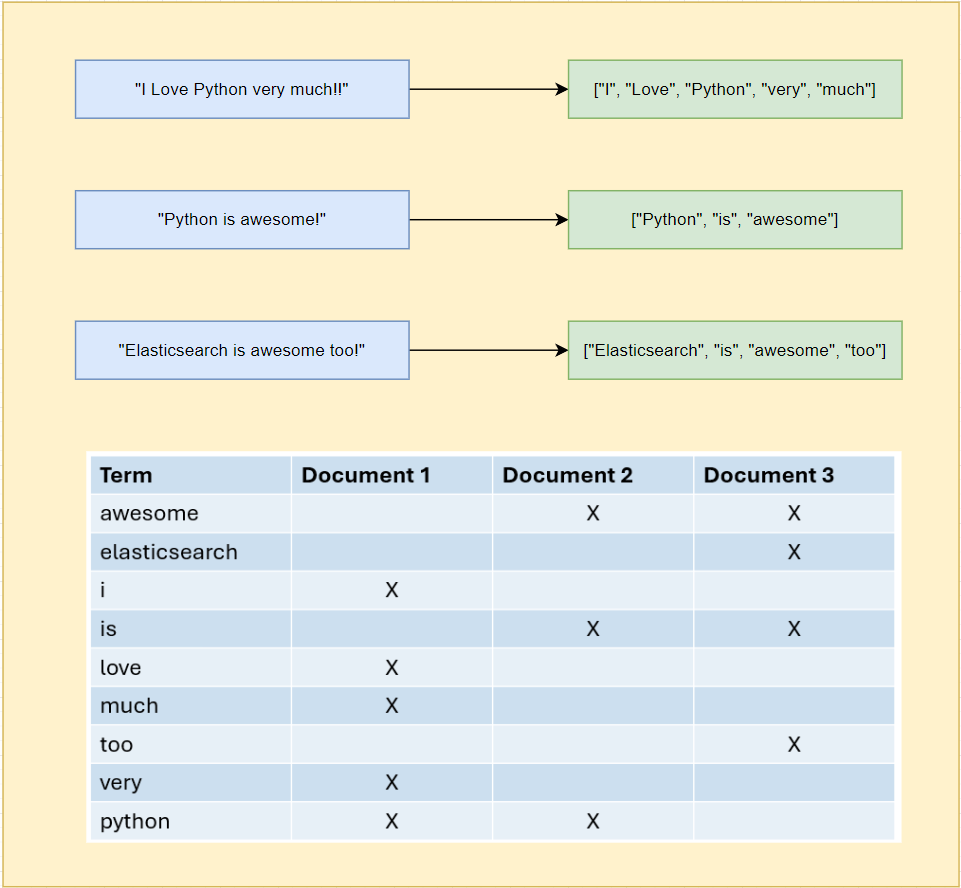 "I Love Python very much!!" ["I", "Love", "Python", "very", "much"]
"Python is awesome!" ["Python", "is", "awesome"]
"Elasticsearch is awesome too!" ["Elasticsearch", "is", "awesome", "too"]
Term Document 1 Document 2 Document 3
awesome X X
elasticsearch X
i X
is X X
love X
much X
too X
very X
python X X